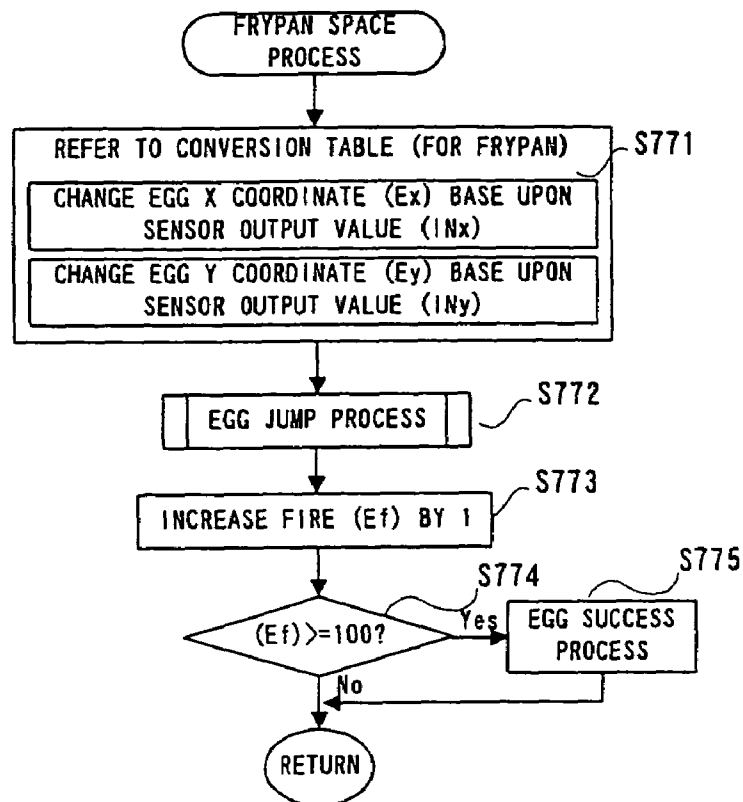 FRYPAN SPACE
PROCESS
REFER TO CONVERSION TABLE (FOR FRYPAN)
S771
CHANGE EGG X COORDINATE (Ex) BASE UPON
SENSOR OUTPUT VALUE (INx)
CHANGE EGG Y COORDINATE (Ey) BASE UPON
SENSOR OUTPUT VALUE (INy)
EGG JUMP PROCESS
S772
INCREASE FIRE (Ef) BY 1
S773
(Ef)>=100?
S774
Yes
EGG SUCCESS
PROCESS
S775
No
RETURN